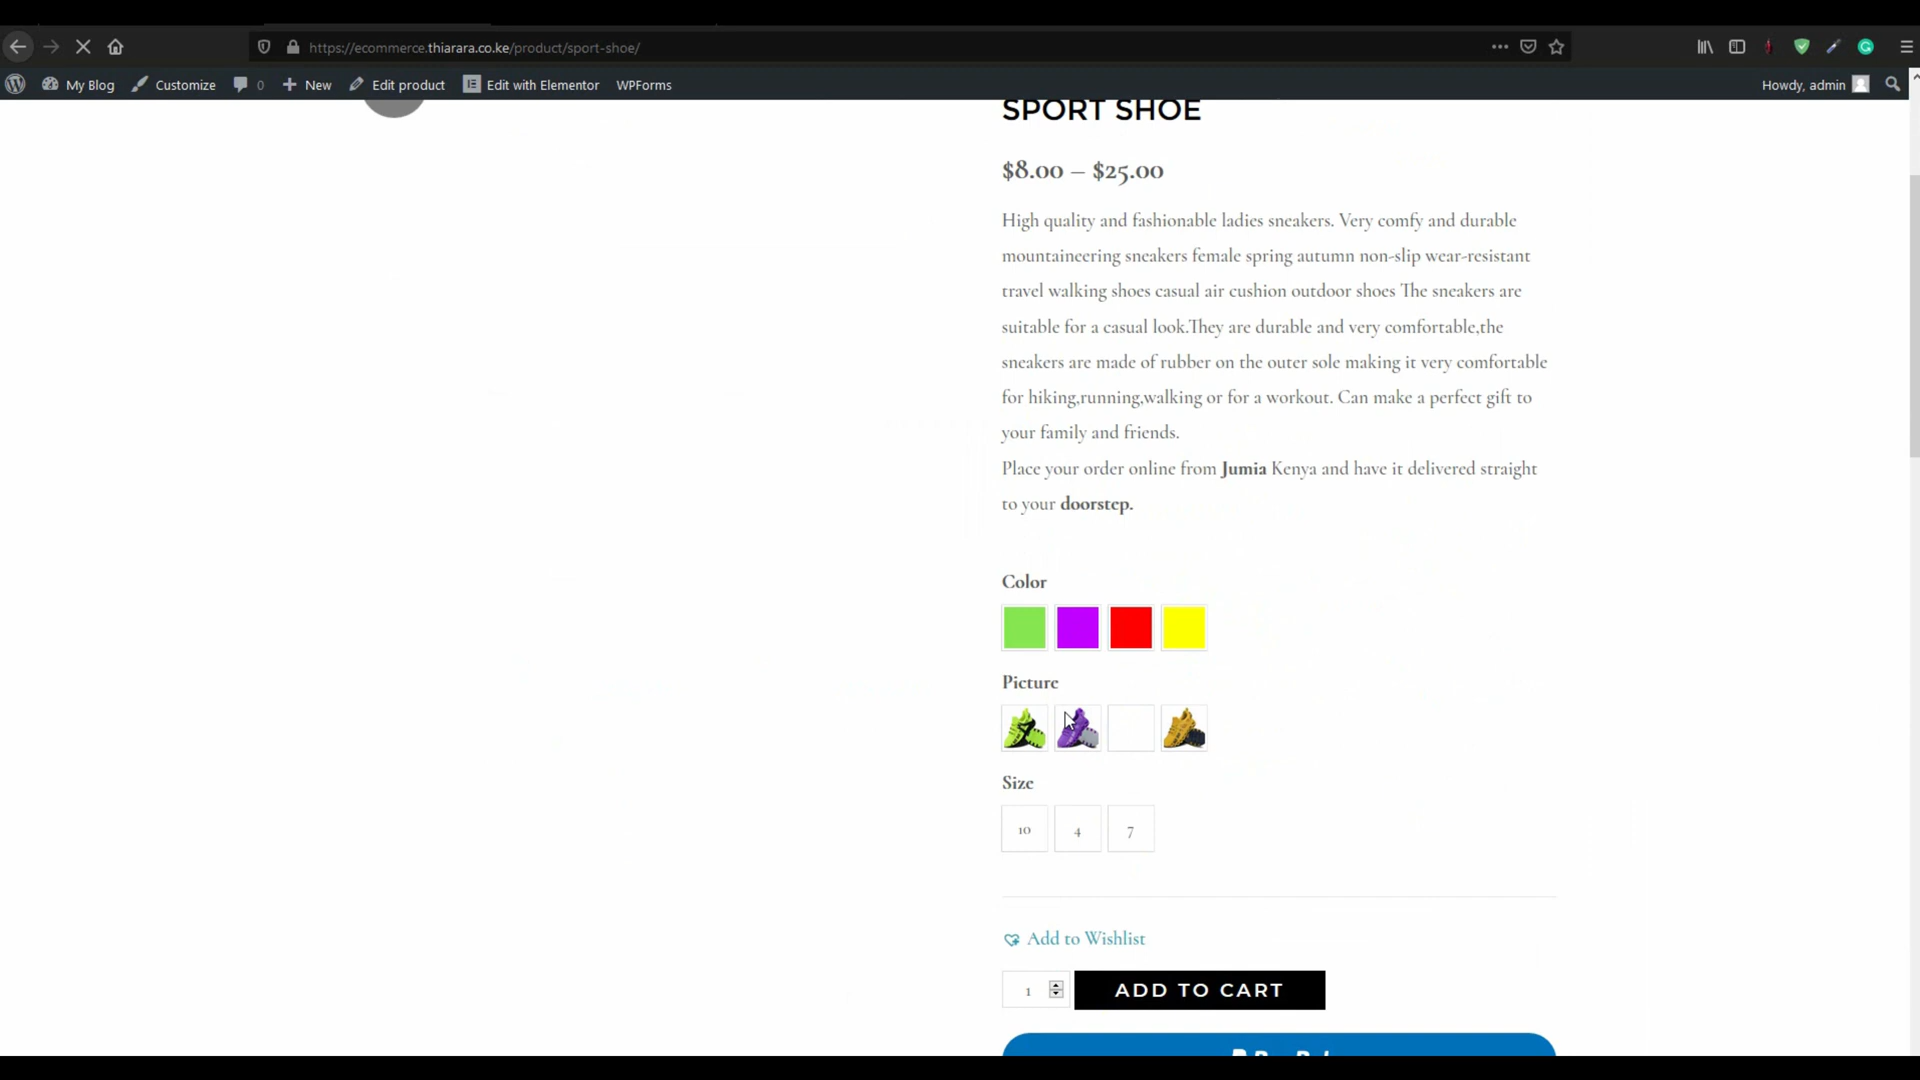 https://ecommerce.thiarara.co.ke/product/sport-shoe/
My Blog Customize 0 New Edit product Edit with Elementor WPForms Howdy, admin
SPORT SHOE
$8.00 – $25.00
High quality and fashionable ladies sneakers. Very comfy and durable
mountaineering sneakers female spring autumn non-slip wear-resistant
travel walking shoes casual air cushion outdoor shoes The sneakers are
suitable for a casual look.They are durable and very comfortable,the
sneakers are made of rubber on the outer sole making it very comfortable
for hiking,running,walking or for a workout. Can make a perfect gift to
your family and friends.
Place your order online from Jumia Kenya and have it delivered straight
to your doorstep.
Color
Picture
Size
10 4 7
Add to Wishlist
1 ADD TO CART